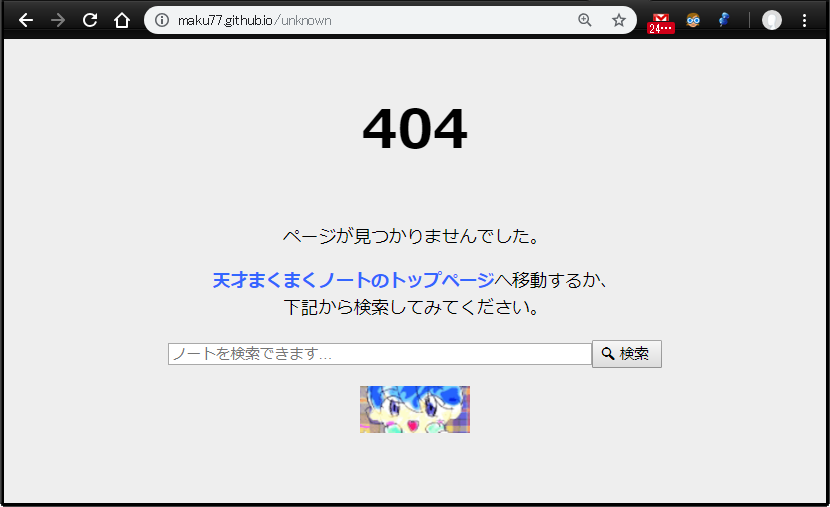 maku77.github.io/unknown
24…
404
ページが見つかりませんでした。
天才まくまくノートのトップページへ移動するか、
下記から検索してみてください。
ノートを検索できます...
検索